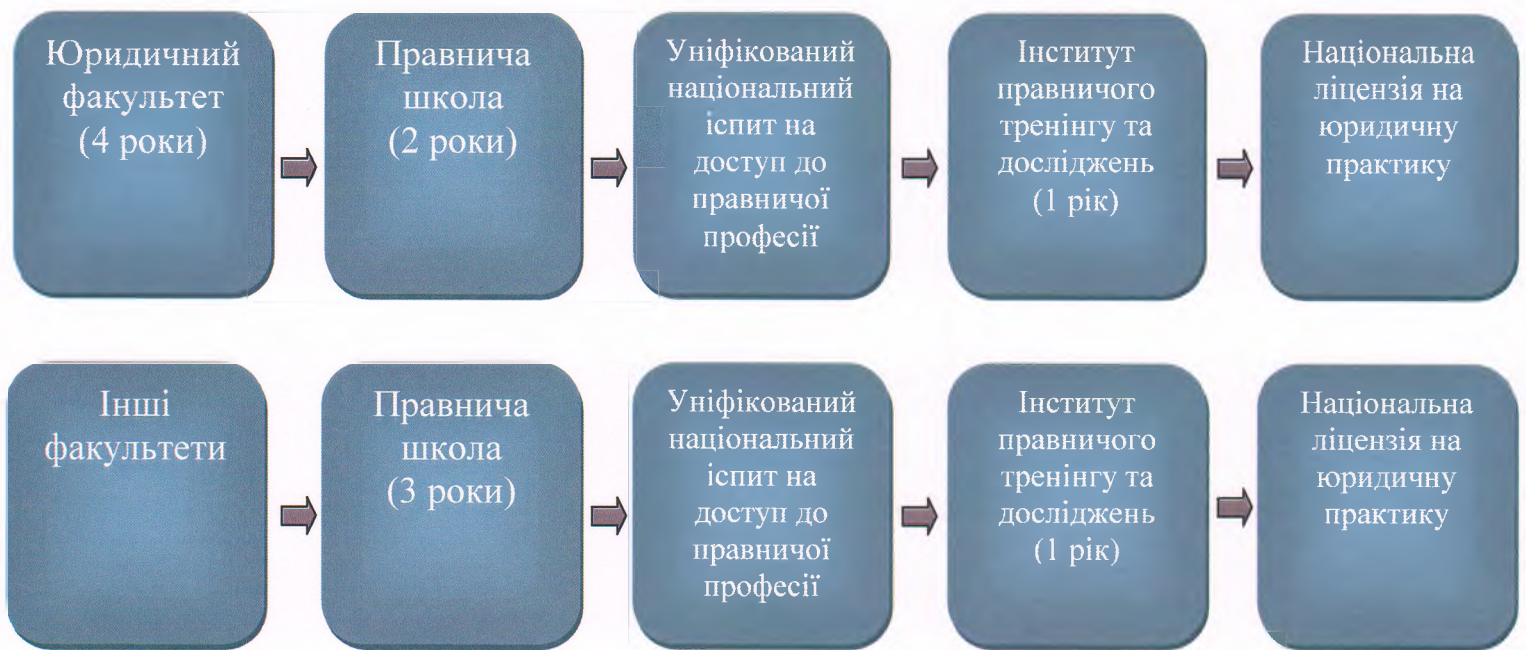 Юридичний
факультет
(4 роки)
Правнича
школа
(2 роки)
Уніфікований
національний
іспит на
доступ до
правничої
професії
Інститут
правничого
тренінгу та
досліджень
(1 рік)
Національна
ліцензія на
юридичну
практику
Інші
факультети
Правнича
школа
(3 роки)
Уніфікований
національний
іспит на
доступ до
правничої
професії
Інститут
правничого
тренінгу та
досліджень
(1 рік)
Національна
ліцензія на
юридичну
практику